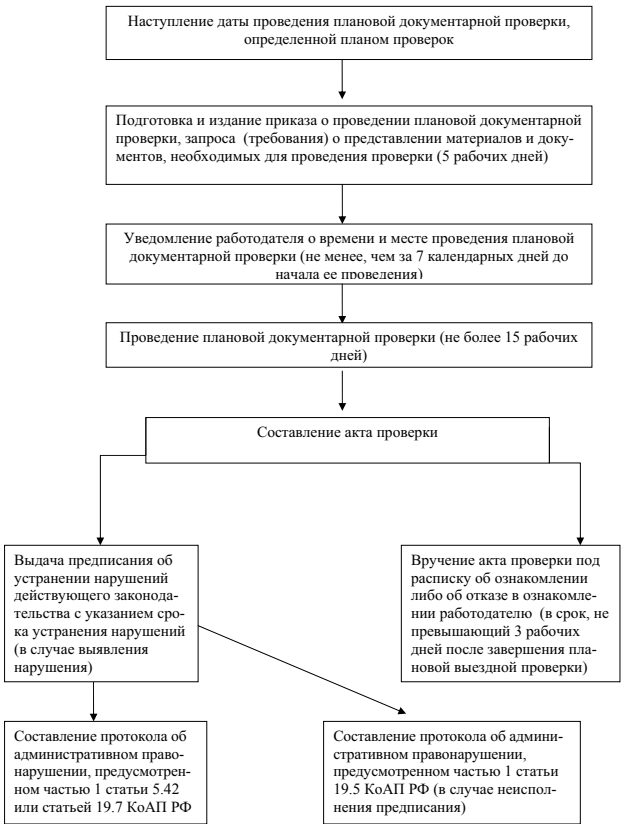 Наступление даты проведения плановой документарной проверки,
определенной планом проверок
Подготовка и издание приказа о проведении плановой документарной
проверки, запроса (требования) о представлении материалов и доку-
ментов, необходимых для проведения проверки (5 рабочих дней)
Уведомление работодателя о времени и месте проведения плановой
документарной проверки (не менее, чем за 7 календарных дней до
начала ее проведения)
Проведение плановой документарной проверки (не более 15 рабочих
дней)
Составление акта проверки
Выдача предписания об
устранении нарушений
действующего законода-
тельства с указанием сро-
ка устранения нарушений
(в случае выявления
нарушения)
Вручение акта проверки под
расписку об ознакомлении
либо об отказе в ознакомле-
нии работодателю (в срок, не
превышающий 3 рабочих
дней после завершения пла-
новой выездной проверки)
Составление протокола об
административном право-
нарушении, предусмотрен-
ном частью 1 статьи 5.42
или статьей 19.7 КоАП РФ
Составление протокола об админи-
стративном правонарушении,
предусмотренном частью 1 статьи
19.5 КоАП РФ (в случае неиспол-
нения предписания)